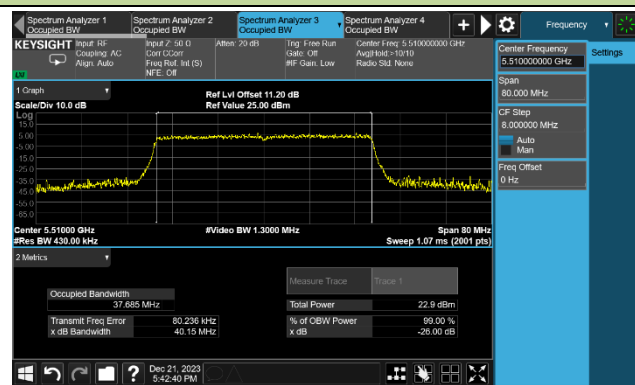 Spectrum Analyzer 1
Occupied BW
Spectrum Analyzer 2
Occupied BW
Spectrum Analyzer 3
Occupied BW
Spectrum Analyzer 4
Occupied BW
Frequency
KEYSIGHT
Input: RF
Coupling: AC
Align: Auto
Input Z: 50 Ω
Corr CCorr
Freq Ref: Int (S)
NFE: Off
Atten: 20 dB
Trig: Free Run
Gate: Off
#IF Gain: Low
Center Freq: 5.510000000 GHz
Avg|Hold:>10/10
Radio Std: None
Center Frequency
5.510000000 GHz
Settings
Span
80.000 MHz
CF Step
8.000000 MHz
Auto
Man
Freq Offset
0 Hz
1 Graph
Scale/Div 10.0 dB
Ref Lvl Offset 11.20 dB
Ref Value 25.00 dBm
Log
15.0
5.00
-5.00
-15.0
-25.0
-35.0
-45.0
-55.0
-65.0
Center 5.51000 GHz
#Res BW 430.00 kHz
#Video BW 1.3000 MHz
Span 80 MHz
Sweep 1.07 ms (2001 pts)
2 Metrics
Measure Trace
Trace 1
Occupied Bandwidth
37.685 MHz
Total Power
22.9 dBm
Transmit Freq Error
80.236 kHz
% of OBW Power
99.00 %
x dB Bandwidth
40.15 MHz
x dB
-26.00 dB
Dec 21, 2023
5:42:40 PM